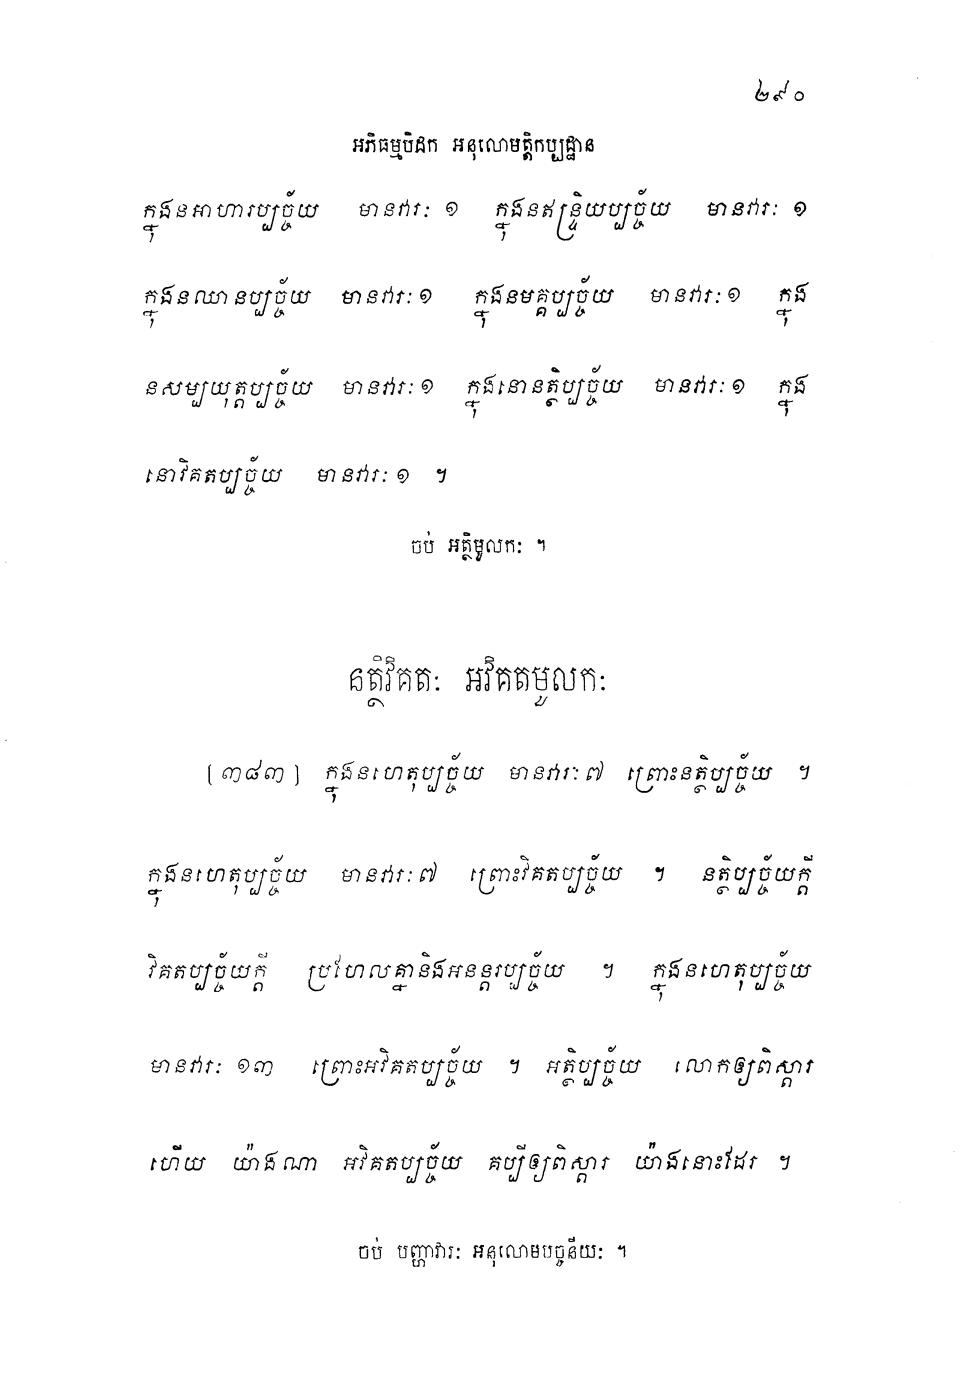 ២៩០
អភិធម្មបិដក អនុលោមត្តិកប្បដ្ឋាន
ក្នុងនអាហារប្បច្ច័យ មានវារៈ ១ ក្នុងនឥន្ទ្រិយប្បច្ច័យ មានវារៈ ១
ក្នុងនឈានប្បច្ច័យ មានវារៈ ១ ក្នុងនមគ្គប្បច្ច័យ មានវារៈ ១ ក្នុង
នសម្បយុត្តប្បច្ច័យ មានវារៈ ១ ក្នុងនោនត្ថិប្បច្ច័យ មានវារៈ ១ ក្នុង
នោវិគតប្បច្ច័យ មានវារៈ ១ ។
ចប់ អត្ថិមូលកៈ ។
នត្ថិវិគតៈ អវិគតមូលកៈ
[៣៨៣] ក្នុងនហេតុប្បច្ច័យ មានវារៈ ៧ ព្រោះនត្ថិប្បច្ច័យ ។
ក្នុងនហេតុប្បច្ច័យ មានវារៈ ៧ ព្រោះវិគតប្បច្ច័យ ។ នត្ថិប្បច្ច័យក្តី
វិគតប្បច្ច័យក្តី ប្រហែលគ្នានិងអនន្តរប្បច្ច័យ ។ ក្នុងនហេតុប្បច្ច័យ
មានវារៈ ១៣ ព្រោះអវិគតប្បច្ច័យ ។ អត្ថិប្បច្ច័យ លោកឲ្យពិស្តារ
ហើយ យ៉ាងណា អវិគតប្បច្ច័យ គប្បីឲ្យពិស្តារ យ៉ាងនោះដែរ ។
ចប់ បញ្ហាវារៈ អនុលោមបច្ចនីយៈ ។